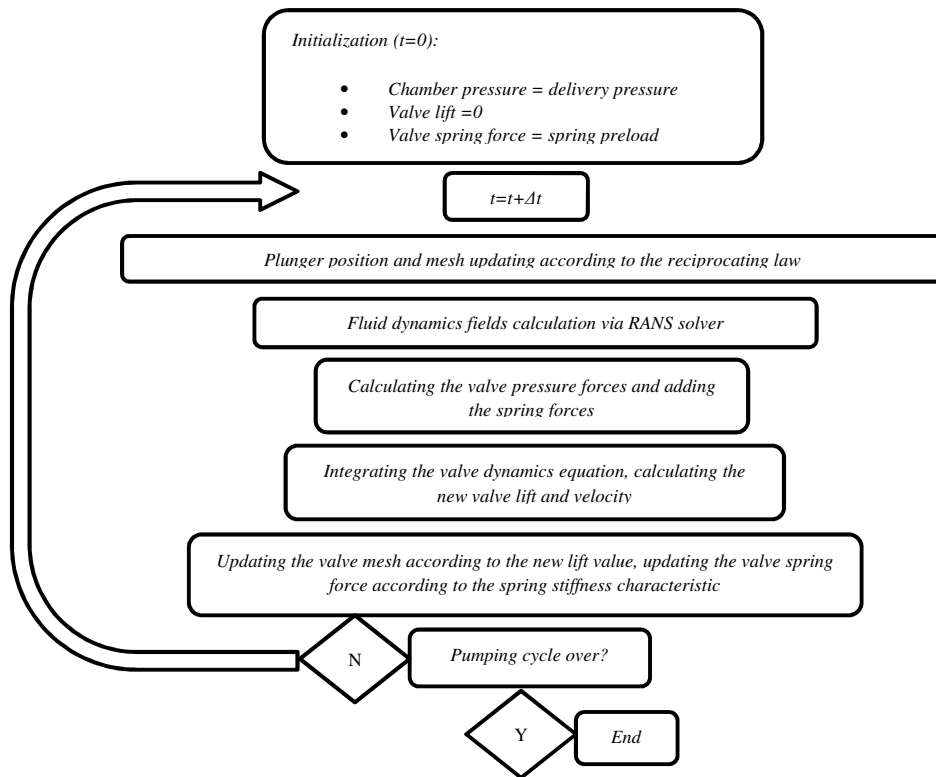 Initialization (t=0):
• Chamber pressure = delivery pressure
• Valve lift =0
• Valve spring force = spring preload
t=t+Δt
Plunger position and mesh updating according to the reciprocating law
Fluid dynamics fields calculation via RANS solver
Calculating the valve pressure forces and adding
the spring forces
Integrating the valve dynamics equation, calculating the
new valve lift and velocity
Updating the valve mesh according to the new lift value, updating the valve spring
force according to the spring stiffness characteristic
N
Pumping cycle over?
Y
End